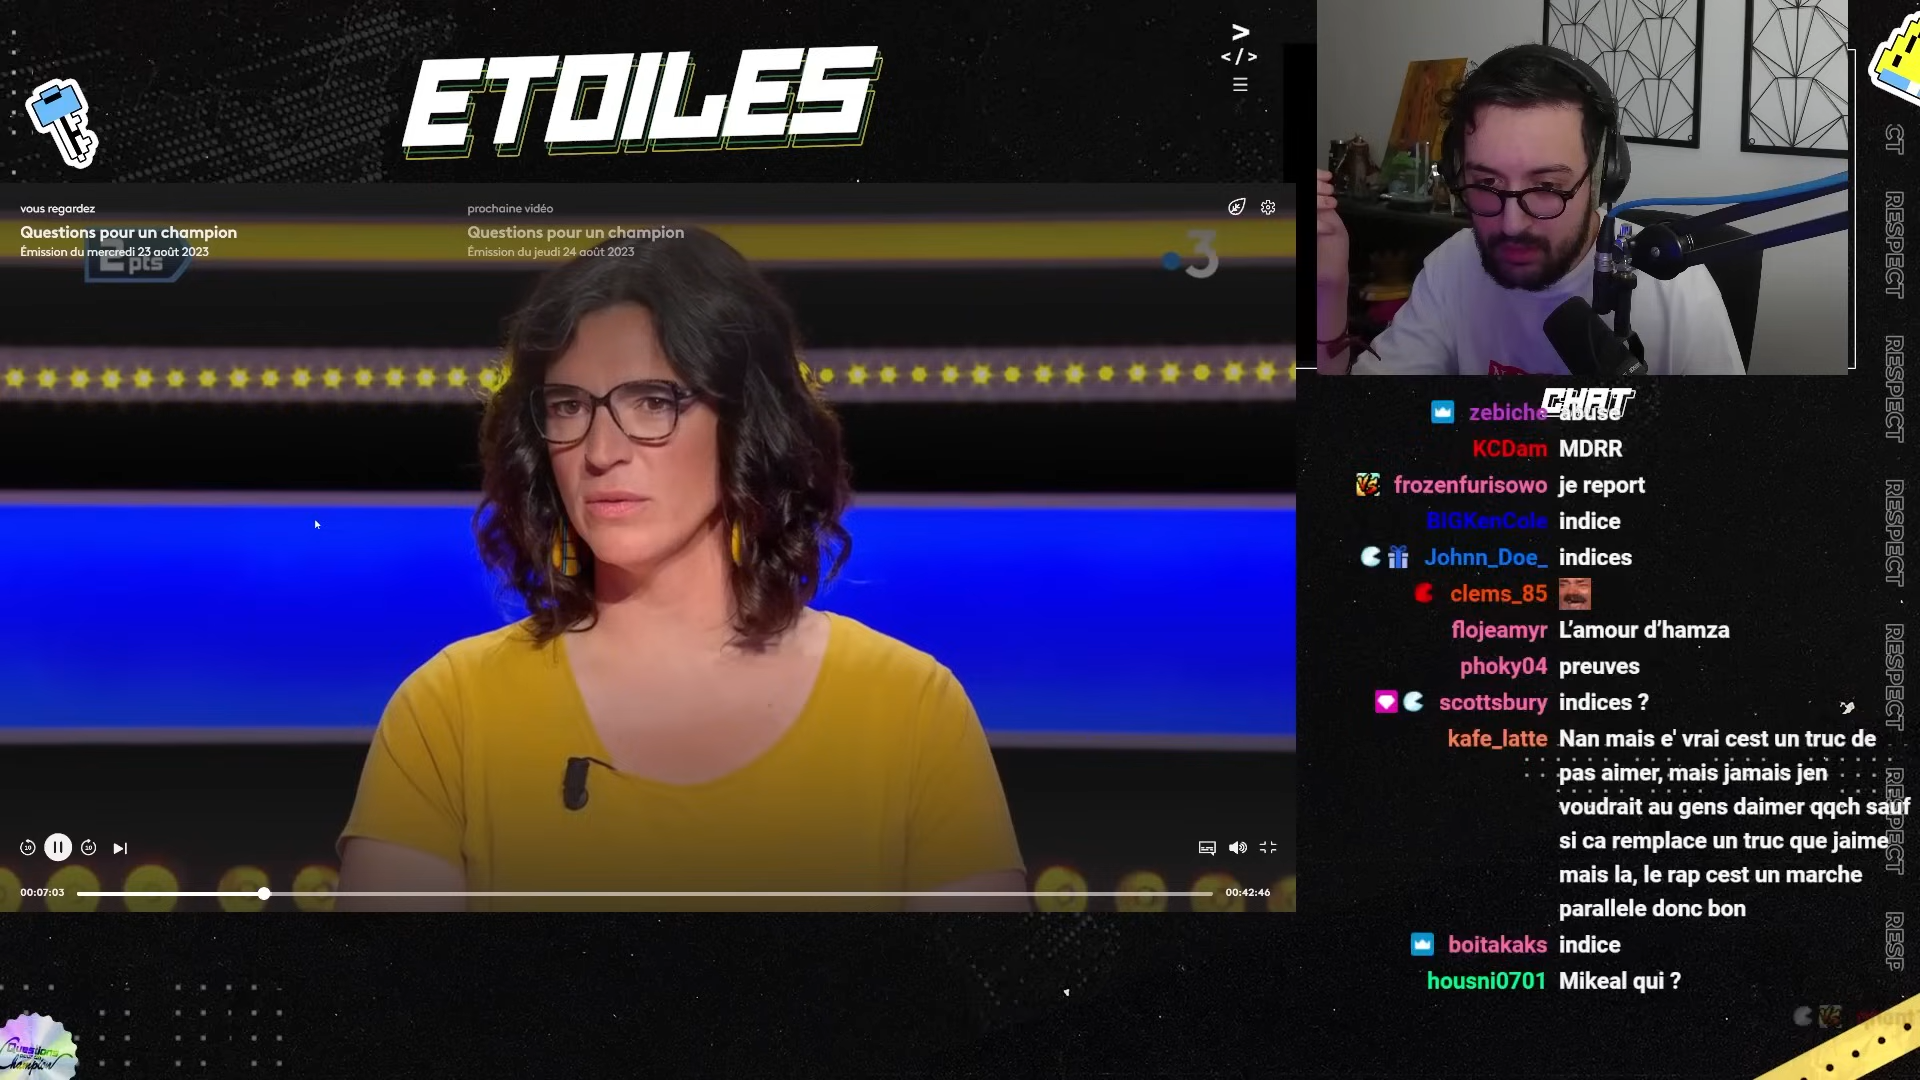 ETOILES
>
</>
vous regardez
Questions pour un champion
Émission du mercredi 23 août 2023
prochaine vidéo
Questions pour un champion
Émission du jeudi 24 août 2023
2 pts
3
10
10
00:07:03
00:42:46
CHAT
zebiche abuse
KCDam MDRR
frozenfurisowo je report
BIGKenCole indice
Johnn_Doe_ indices
clems_85
flojeamyr L'amour d'hamza
phoky04 preuves
scottsbury indices ?
kafe_latte Nan mais e' vrai cest un truc de
pas aimer, mais jamais jen
voudrait au gens daimer qqch sauf
si ca remplace un truc que jaime
mais la, le rap cest un marche
parallele donc bon
boitakaks indice
housni0701 Mikeal qui ?
CT
RESPECT
RESPECT
RESPECT
RESPECT
RESPECT
RESP
Questions
Champion